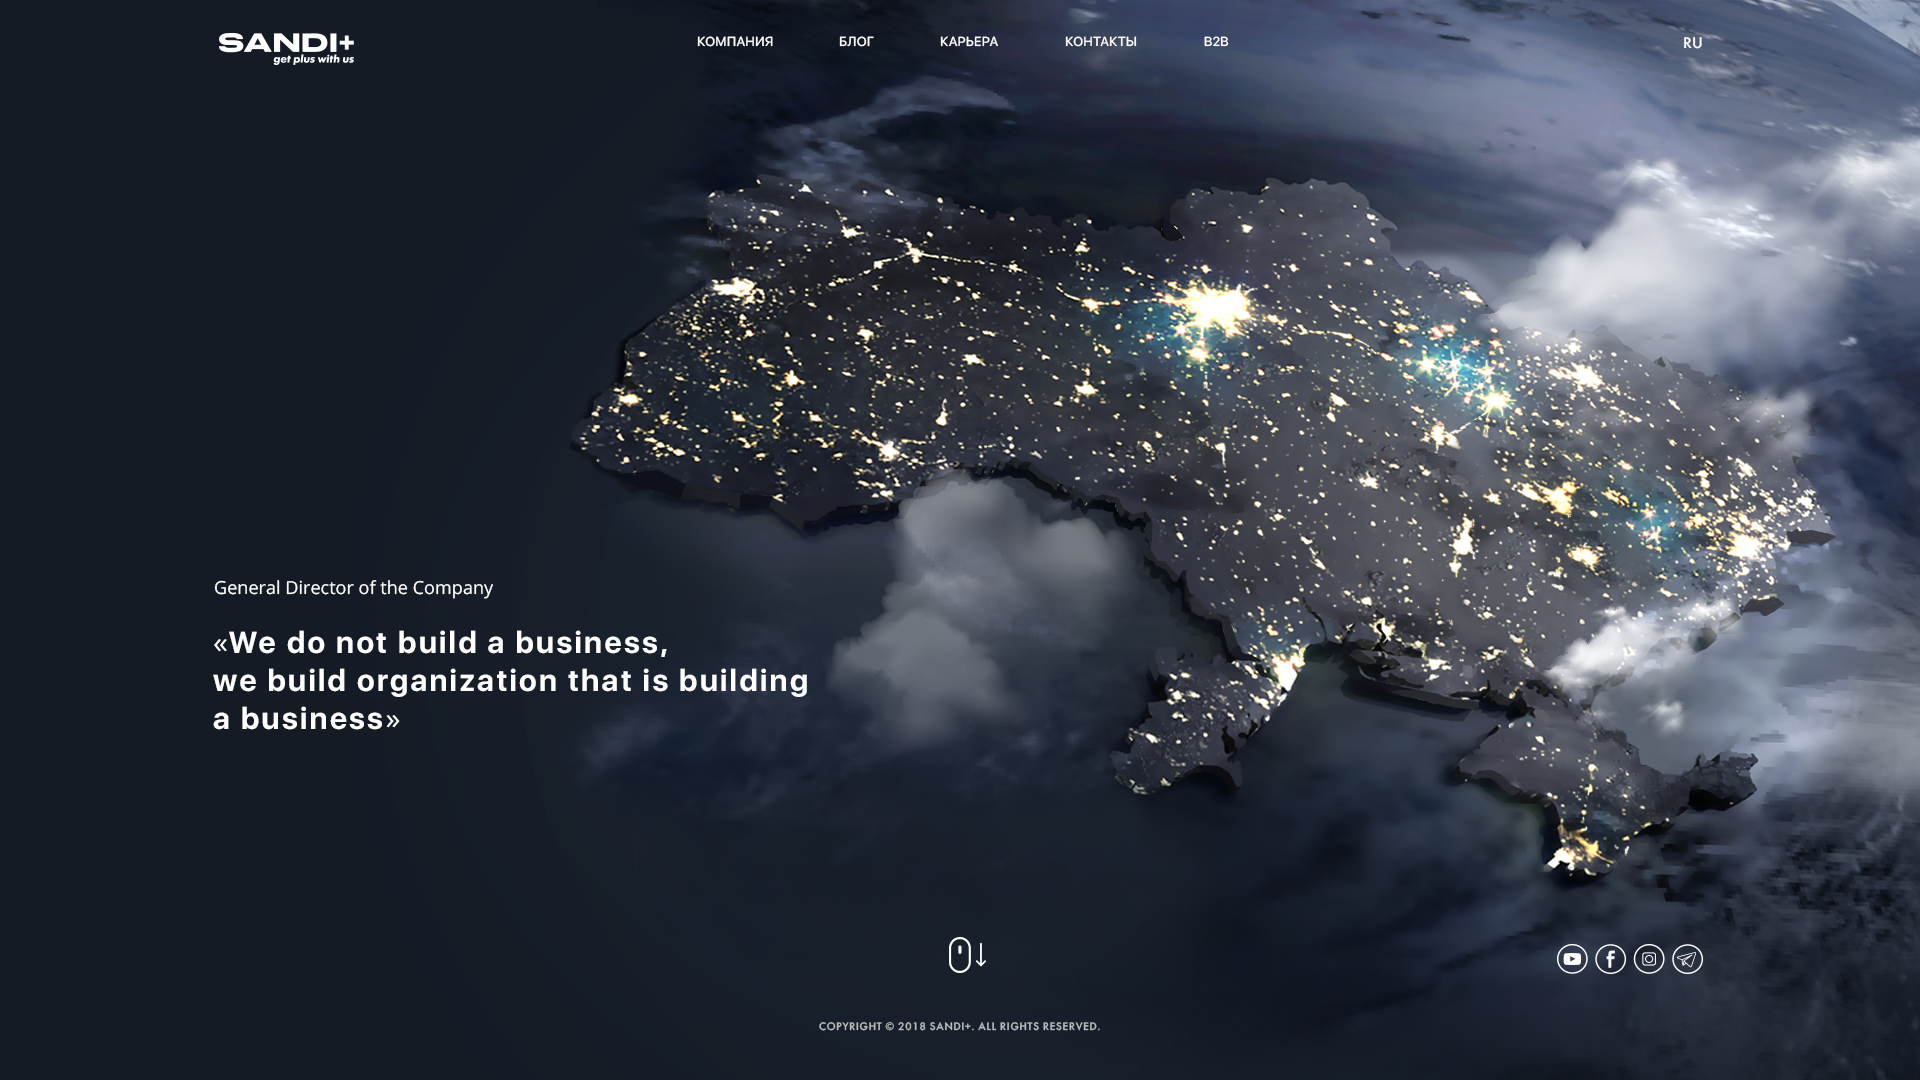 SANDI+
get plus with us
КОМПАНИЯ
БЛОГ
КАРЬЕРА
КОНТАКТЫ
B2B
RU
General Director of the Company
«We do not build a business,
we build organization that is building
a business»
COPYRIGHT © 2018 SANDI+. ALL RIGHTS RESERVED.